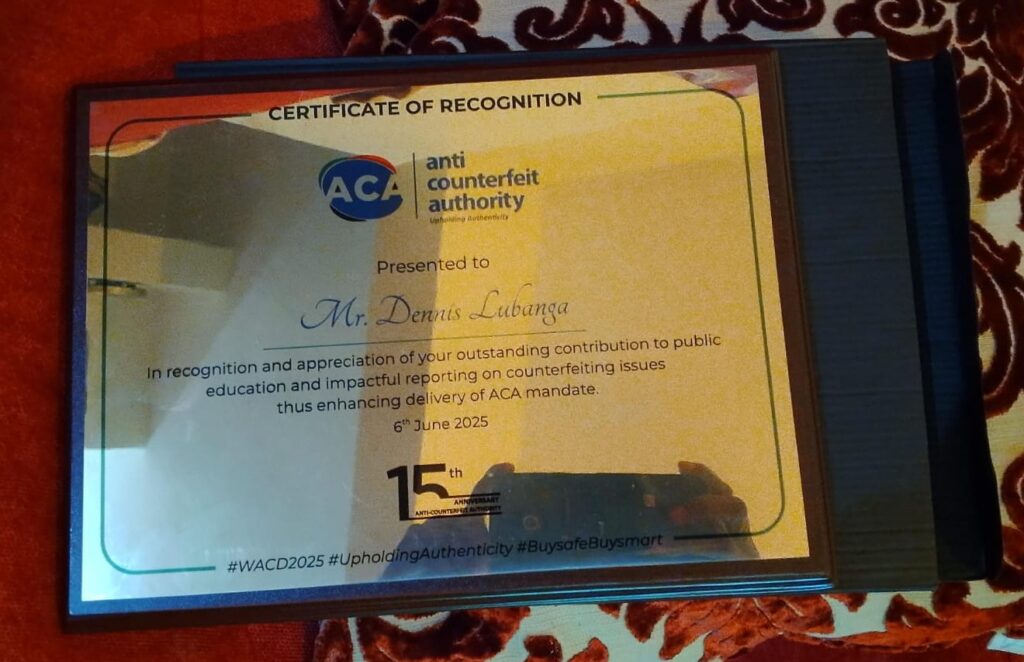 CERTIFICATE OF RECOGNITION
ACA
anti
counterfeit
authority
Upholding Authenticity
Presented to
Mr. Dennis Lubanga
In recognition and appreciation of your outstanding contribution to public
education and impactful reporting on counterfeiting issues
thus enhancing delivery of ACA mandate.
6th June 2025
15th
ANNIVERSARY
ANTI-COUNTERFEIT AUTHORITY
#WACD2025 #UpholdingAuthenticity #BuysafeBuysmart